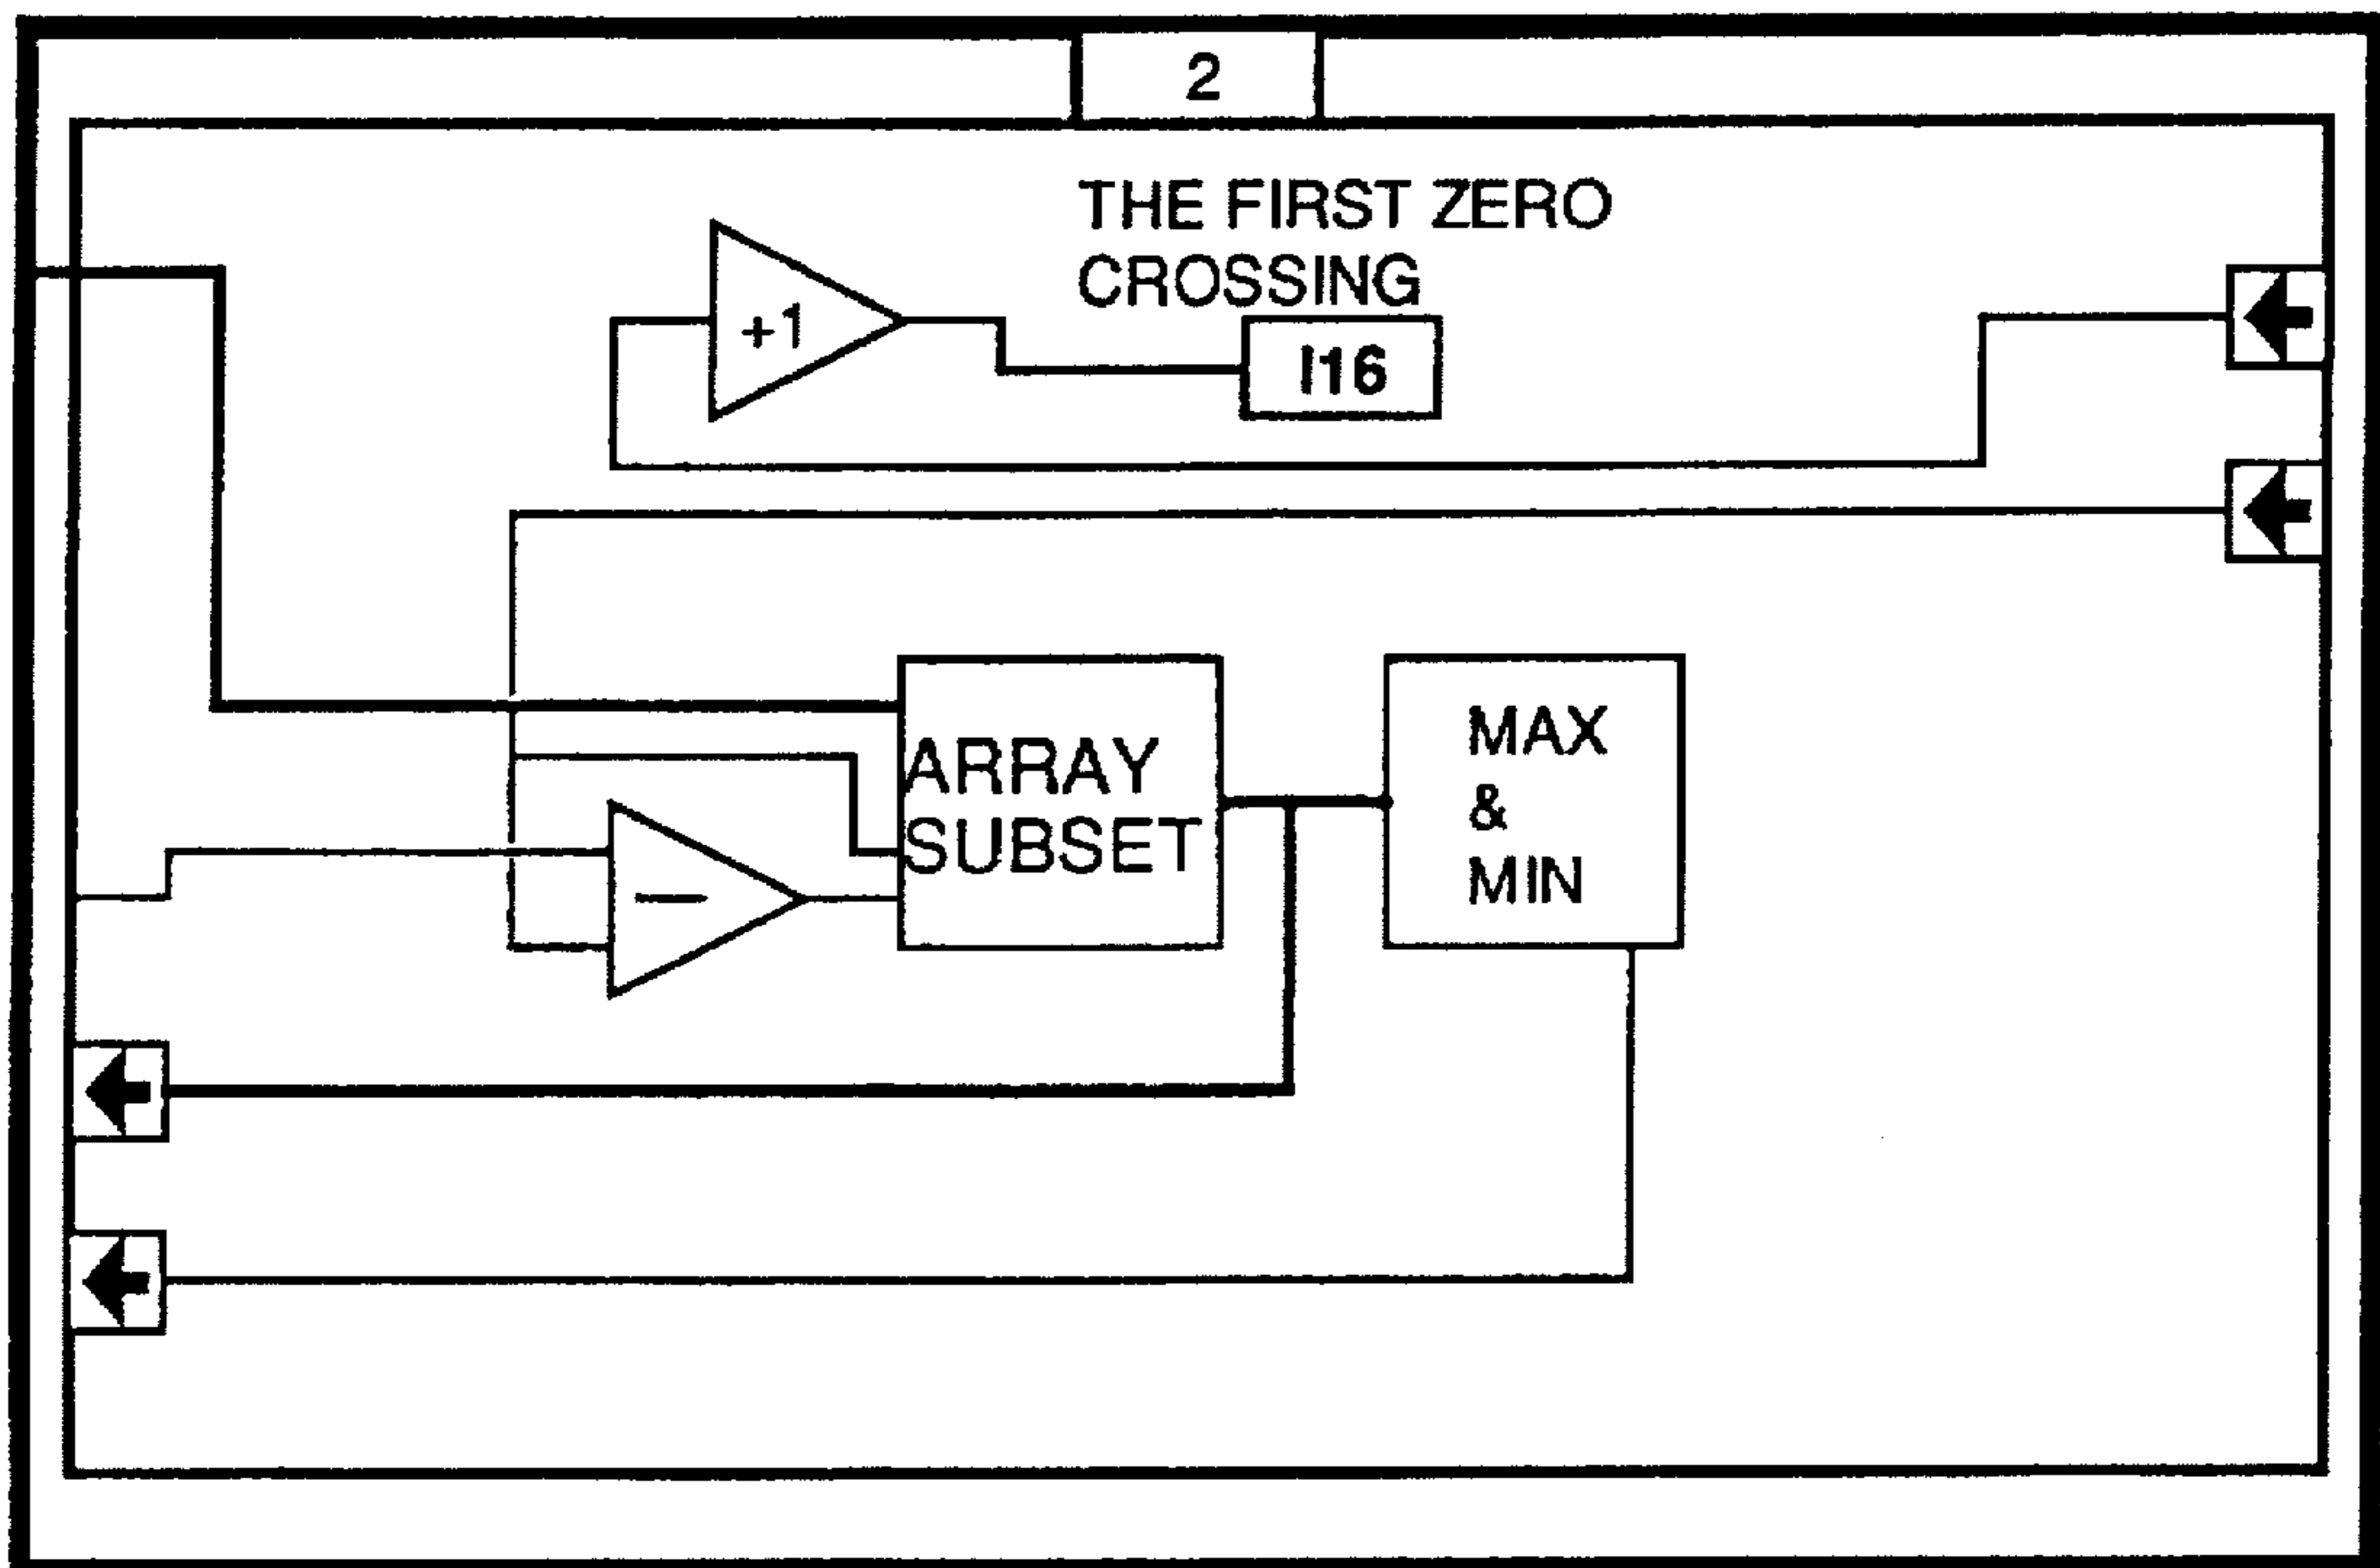 2
THE FIRST ZERO
CROSSING
+1
I16
ARRAY
SUBSET
MAX
&
MIN
—